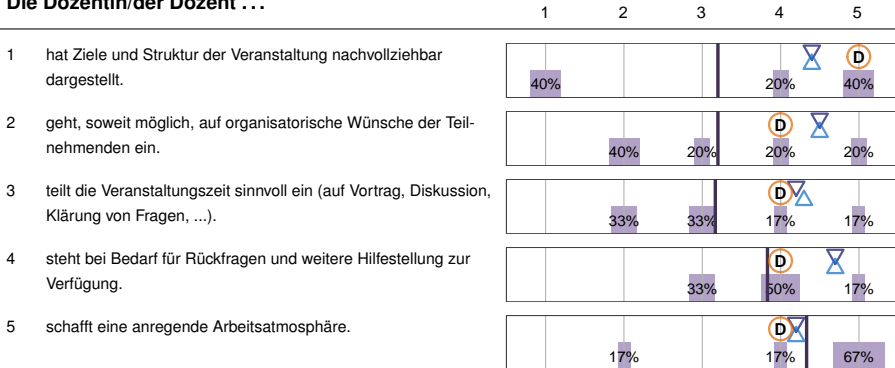 Die Dozentin/der Dozent . . .
1 2 3 4 5
1 hat Ziele und Struktur der Veranstaltung nachvollziehbar
dargestellt.
D
40% 20% 40%
2 geht, soweit möglich, auf organisatorische Wünsche der Teil-
nehmenden ein.
D
40% 20% 20% 20%
3 teilt die Veranstaltungszeit sinnvoll ein (auf Vortrag, Diskussion,
Klärung von Fragen, ...).
D
33% 33% 17% 17%
4 steht bei Bedarf für Rückfragen und weitere Hilfestellung zur
Verfügung.
D
33% 50% 17%
5 schafft eine anregende Arbeitsatmosphäre.
D
17% 17% 67%